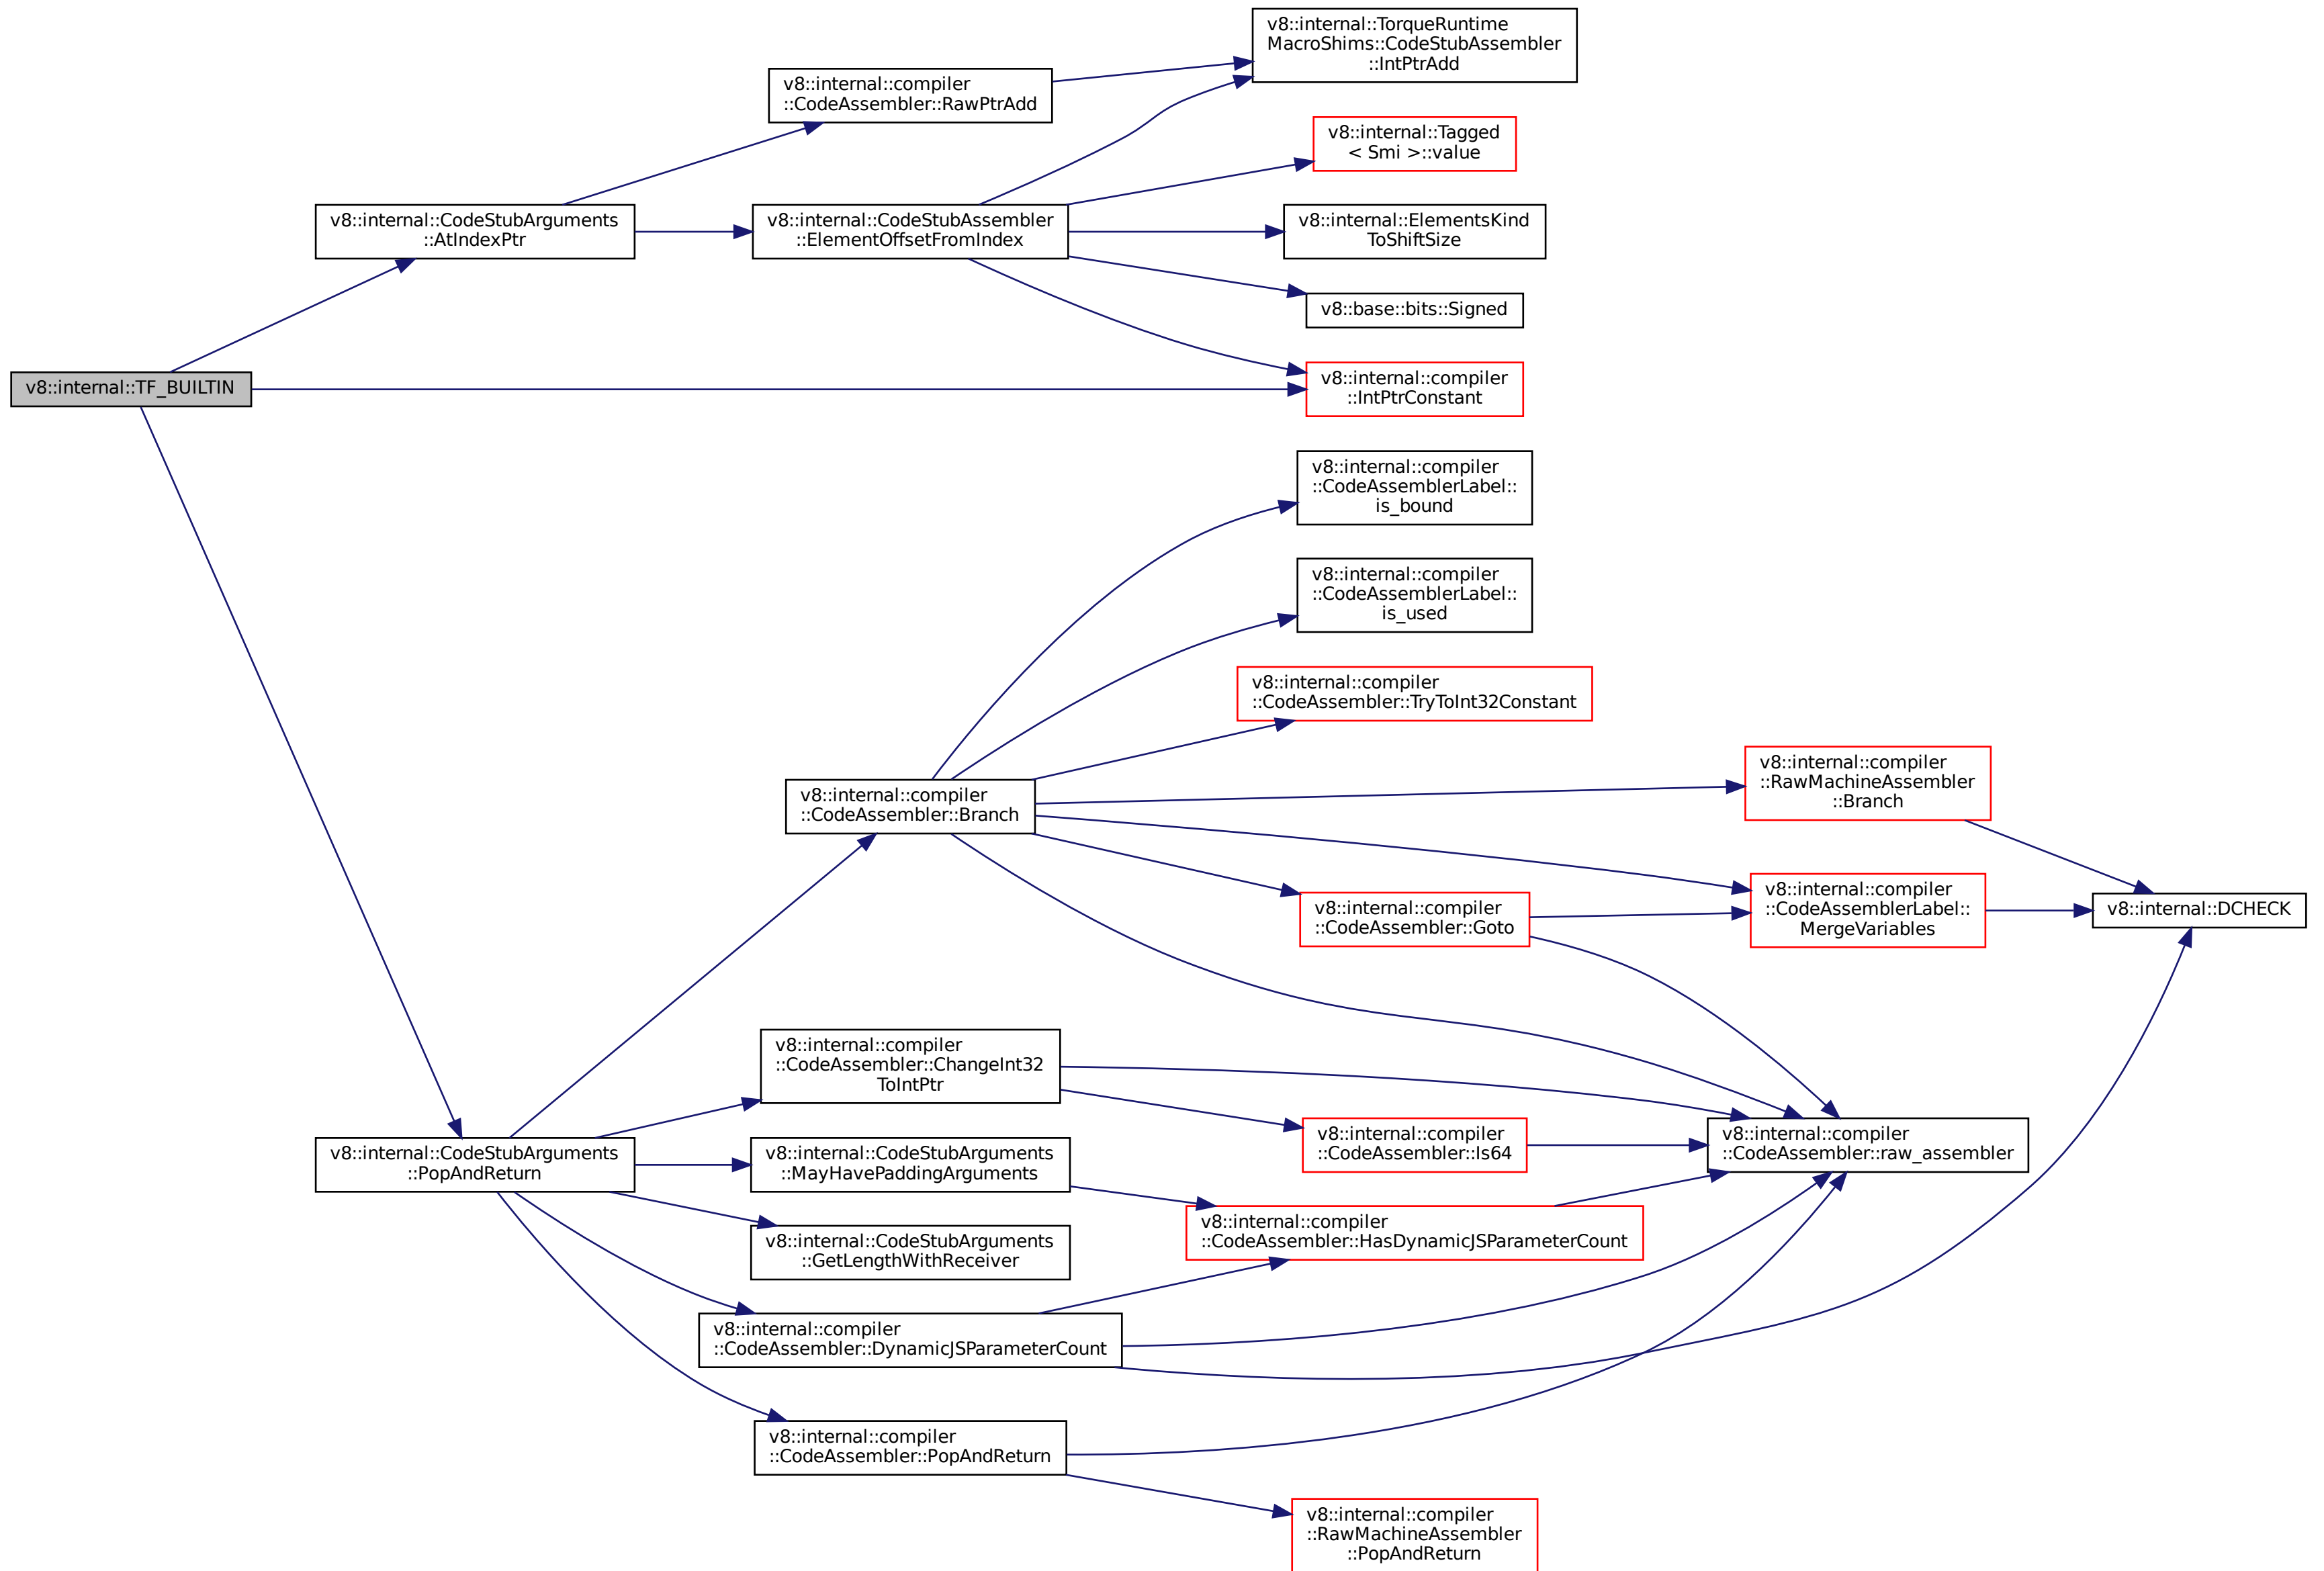 v8::internal::TorqueRuntime
MacroShims::CodeStubAssembler
::IntPtrAdd
v8::internal::compiler
::CodeAssembler::RawPtrAdd
v8::internal::Tagged
< Smi >::value
v8::internal::CodeStubArguments
::AtIndexPtr
v8::internal::CodeStubAssembler
::ElementOffsetFromIndex
v8::internal::ElementsKind
ToShiftSize
v8::base::bits::Signed
v8::internal::TF_BUILTIN
v8::internal::compiler
::IntPtrConstant
v8::internal::compiler
::CodeAssemblerLabel::
is_bound
v8::internal::compiler
::CodeAssemblerLabel::
is_used
v8::internal::compiler
::CodeAssembler::TryToInt32Constant
v8::internal::compiler
::RawMachineAssembler
::Branch
v8::internal::compiler
::CodeAssembler::Branch
v8::internal::compiler
::CodeAssemblerLabel::
MergeVariables
v8::internal::compiler
::CodeAssembler::Goto
v8::internal::DCHECK
v8::internal::compiler
::CodeAssembler::ChangeInt32
ToIntPtr
v8::internal::compiler
::CodeAssembler::Is64
v8::internal::compiler
::CodeAssembler::raw_assembler
v8::internal::CodeStubArguments
::PopAndReturn
v8::internal::CodeStubArguments
::MayHavePaddingArguments
v8::internal::compiler
::CodeAssembler::HasDynamicJSParameterCount
v8::internal::CodeStubArguments
::GetLengthWithReceiver
v8::internal::compiler
::CodeAssembler::DynamicJSParameterCount
v8::internal::compiler
::CodeAssembler::PopAndReturn
v8::internal::compiler
::RawMachineAssembler
::PopAndReturn